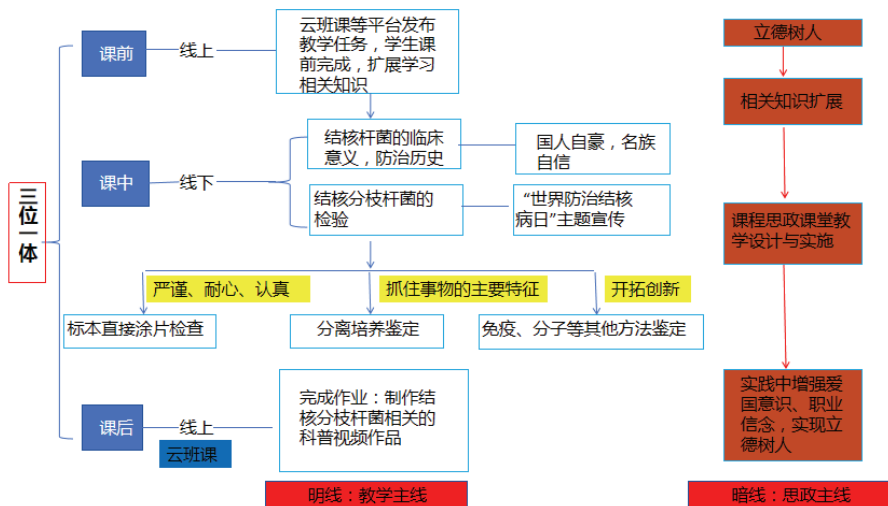 三位一体
课前
线上
云班课等平台发布
教学任务，学生课
前完成，扩展学习
相关知识
课中
线下
结核杆菌的临床
意义，防治历史
国人自豪，名族
自信
结核分枝杆菌的
检验
“世界防治结核
病日”主题宣传
严谨、耐心、认真
抓住事物的主要特征
开拓创新
标本直接涂片检查
分离培养鉴定
免疫、分子等其他方法鉴定
课后
线上
云班课
完成作业：制作结
核分枝杆菌相关的
科普视频作品
明线：教学主线
立德树人
相关知识扩展
课程思政课堂教
学设计与实施
实践中增强爱
国意识、职业
信念，实现立
德树人
暗线：思政主线